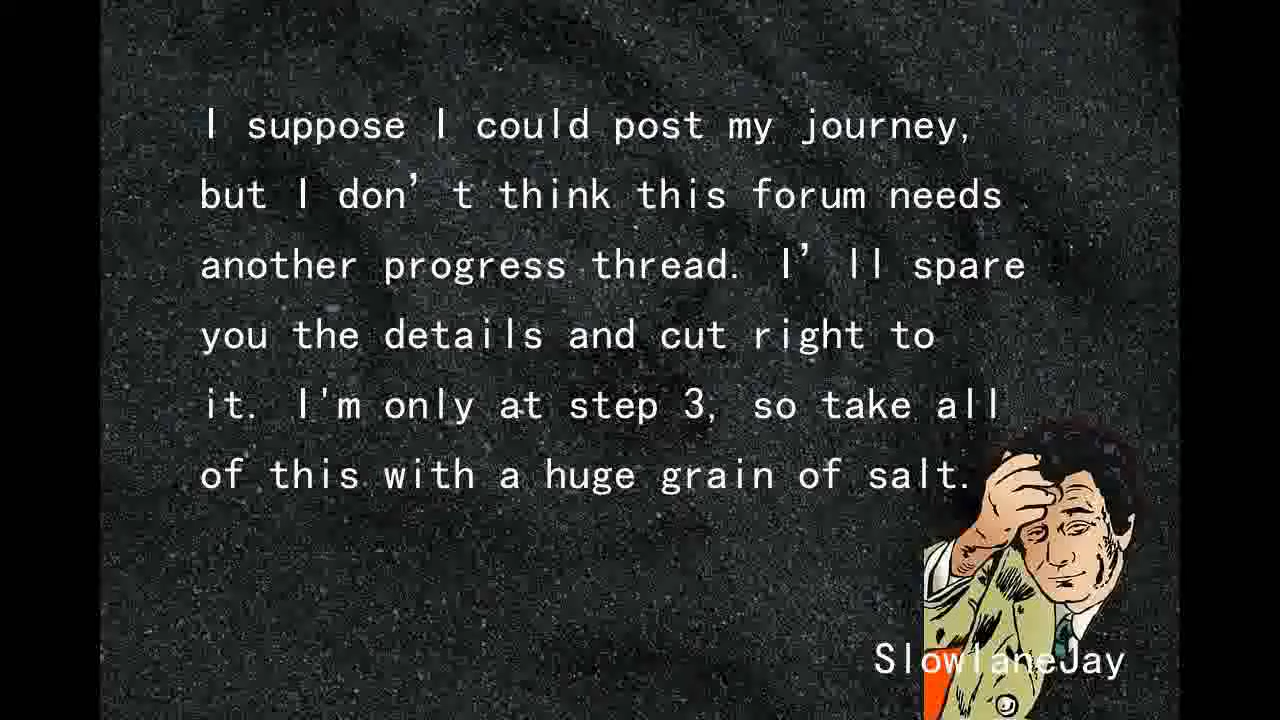 I suppose I could post my journey,
but I don’t think this forum needs
another progress thread. I’ll spare
you the details and cut right to
it. I'm only at step 3, so take all
of this with a huge grain of salt.
SlowlaneJay